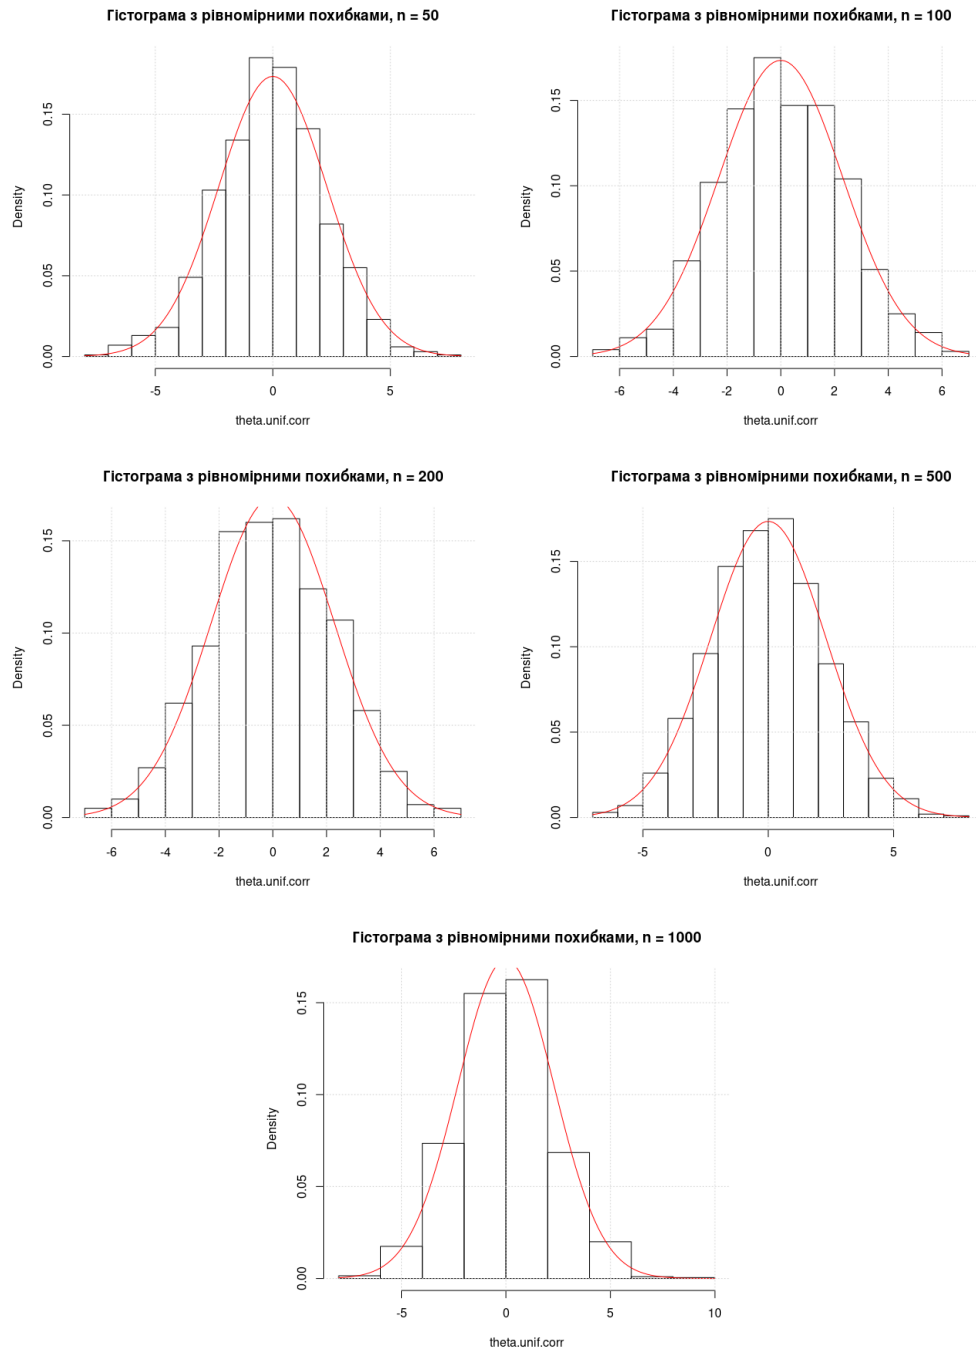 Гістограма з рівномірними похибками, n = 50
Density
0.00
0.05
0.10
0.15
-5
0
5
theta.unif.corr
Гістограма з рівномірними похибками, n = 100
Density
0.00
0.05
0.10
0.15
-6
-4
-2
0
2
4
6
theta.unif.corr
Гістограма з рівномірними похибками, n = 200
Density
0.00
0.05
0.10
0.15
-6
-4
-2
0
2
4
6
theta.unif.corr
Гістограма з рівномірними похибками, n = 500
Density
0.00
0.05
0.10
0.15
-5
0
5
theta.unif.corr
Гістограма з рівномірними похибками, n = 1000
Density
0.00
0.05
0.10
0.15
-5
0
5
10
theta.unif.corr